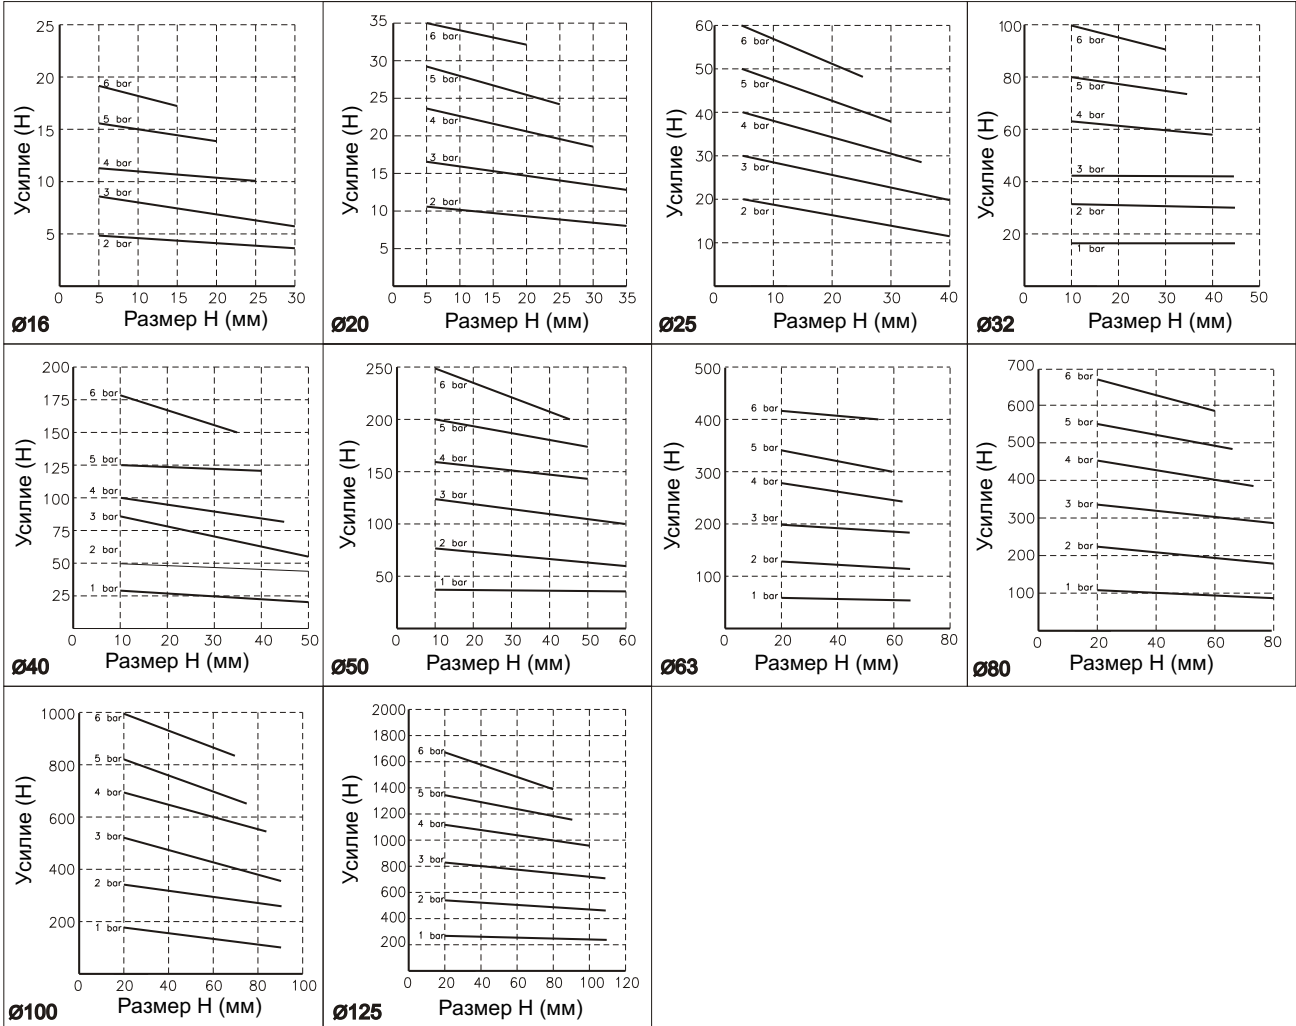 25
20
15
10
5
6 bar
5 bar
4 bar
3 bar
2 bar
0 5 10 15 20 25 30
Усилие (Н)
Размер Н (мм)
Ø16
35
30
25
20
15
10
5
6 bar
5 bar
4 bar
3 bar
2 bar
0 5 10 15 20 25 30 35
Усилие (Н)
Размер Н (мм)
Ø20
60
50
40
30
20
10
6 bar
5 bar
4 bar
3 bar
2 bar
0 10 20 30 40
Усилие (Н)
Размер Н (мм)
Ø25
100
80
60
40
20
6 bar
5 bar
4 bar
3 bar
2 bar
1 bar
0 10 20 30 40 50
Усилие (Н)
Размер Н (мм)
Ø32
200
175
150
125
100
75
50
25
6 bar
5 bar
4 bar
3 bar
2 bar
1 bar
0 10 20 30 40 50
Усилие (Н)
Размер Н (мм)
Ø40
250
200
150
100
50
6 bar
5 bar
4 bar
3 bar
2 bar
1 bar
0 10 20 30 40 50 60
Усилие (Н)
Размер Н (мм)
Ø50
500
400
300
200
100
6 bar
5 bar
4 bar
3 bar
2 bar
1 bar
0 20 40 60 80
Усилие (Н)
Размер Н (мм)
Ø63
700
600
500
400
300
200
100
6 bar
5 bar
4 bar
3 bar
2 bar
1 bar
0 20 40 60 80
Усилие (Н)
Размер Н (мм)
Ø80
1000
800
600
400
200
6 bar
5 bar
4 bar
3 bar
2 bar
1 bar
0 20 40 60 80 100
Усилие (Н)
Размер Н (мм)
Ø100
2000
1800
1600
1400
1200
1000
800
600
400
200
6 bar
5 bar
4 bar
3 bar
2 bar
1 bar
0 20 40 60 80 100 120
Усилие (Н)
Размер Н (мм)
Ø125